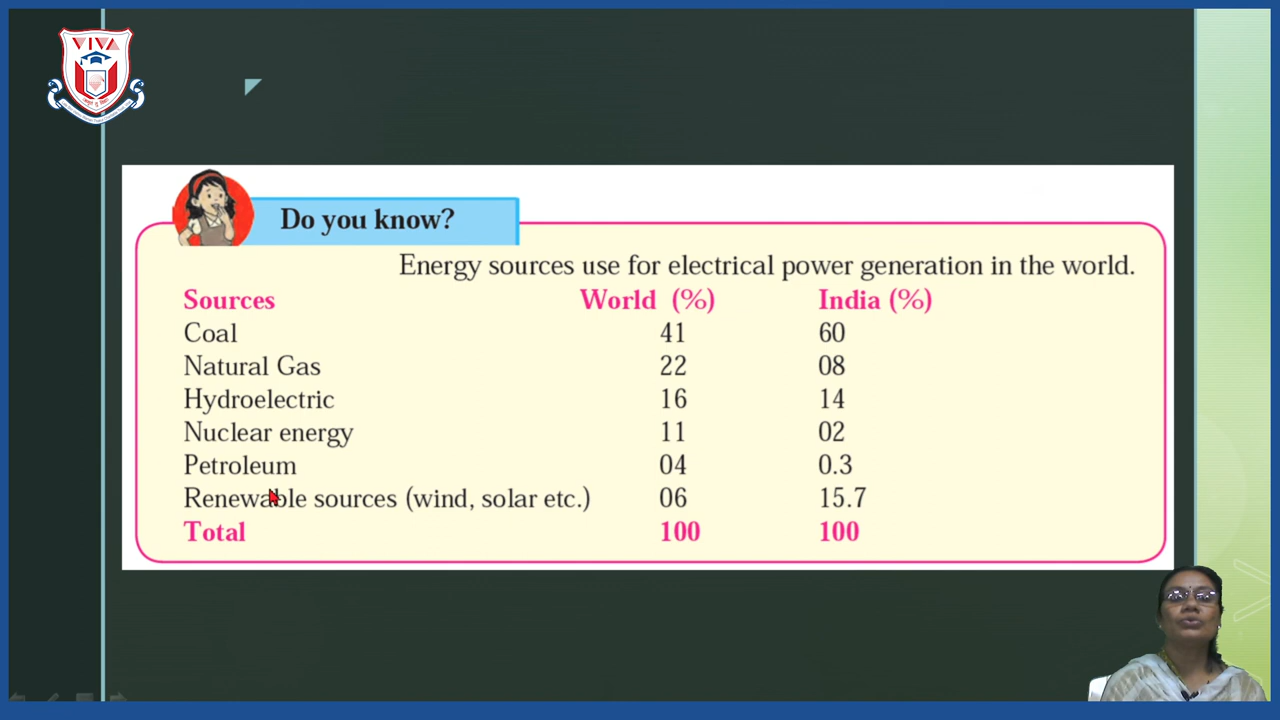 VIVA
Do you know?
Energy sources use for electrical power generation in the world.
Sources World (%) India (%)
Coal 41 60
Natural Gas 22 08
Hydroelectric 16 14
Nuclear energy 11 02
Petroleum 04 0.3
Renewable sources (wind, solar etc.) 06 15.7
Total 100 100